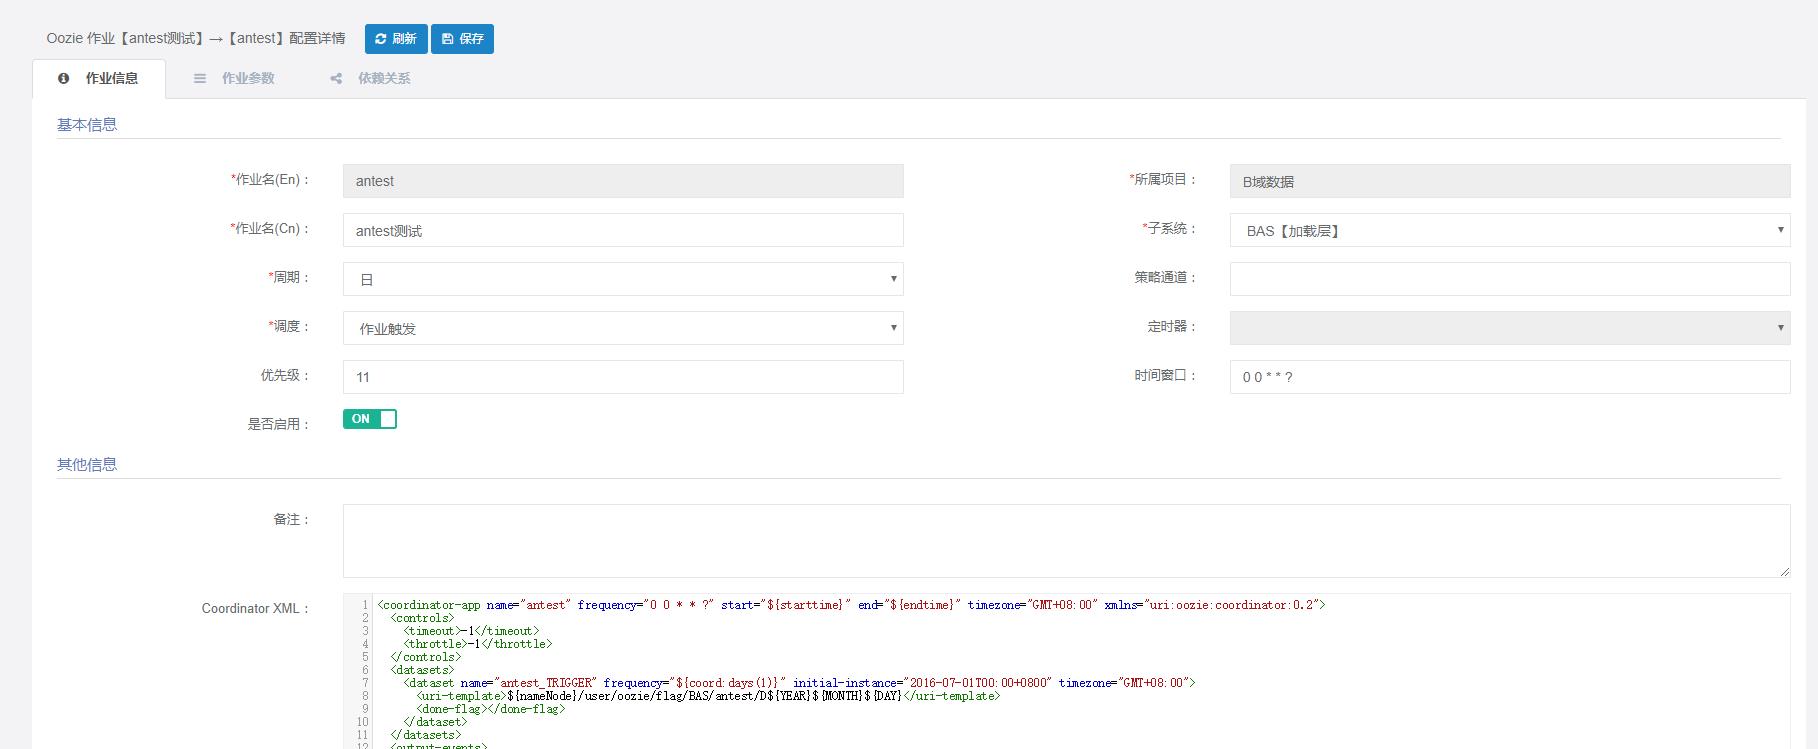 Oozie 作业【antest测试】→【antest】配置详情 刷新 保存
作业信息 作业参数 依赖关系
基本信息
*作业名(En)： antest *所属项目： B域数据
*作业名(Cn)： antest测试 *子系统： BAS【加载层】
*周期： 日 策略通道：
*调度： 作业触发 定时器：
优先级： 11 时间窗口： 0 0 * * ?
是否启用： ON
其他信息
备注：
Coordinator XML：
1 <coordinator-app name="antest" frequency="0 0 * * ?" start="${starttime}" end="${endtime}" timezone="GMT+08:00" xmlns="uri:oozie:coordinator:0.2">
2 <controls>
3 <timeout>-1</timeout>
4 <throttle>-1</throttle>
5 </controls>
6 <datasets>
7 <dataset name="antest_TRIGGER" frequency="${coord:days(1)}" initial-instance="2016-07-01T00:00+0800" timezone="GMT+08:00">
8 <uri-template>${nameNode}/user/oozie/flag/BAS/antest/D${YEAR}${MONTH}${DAY}</uri-template>
9 <done-flag></done-flag>
10 </dataset>
11 </datasets>
12 <output-events>